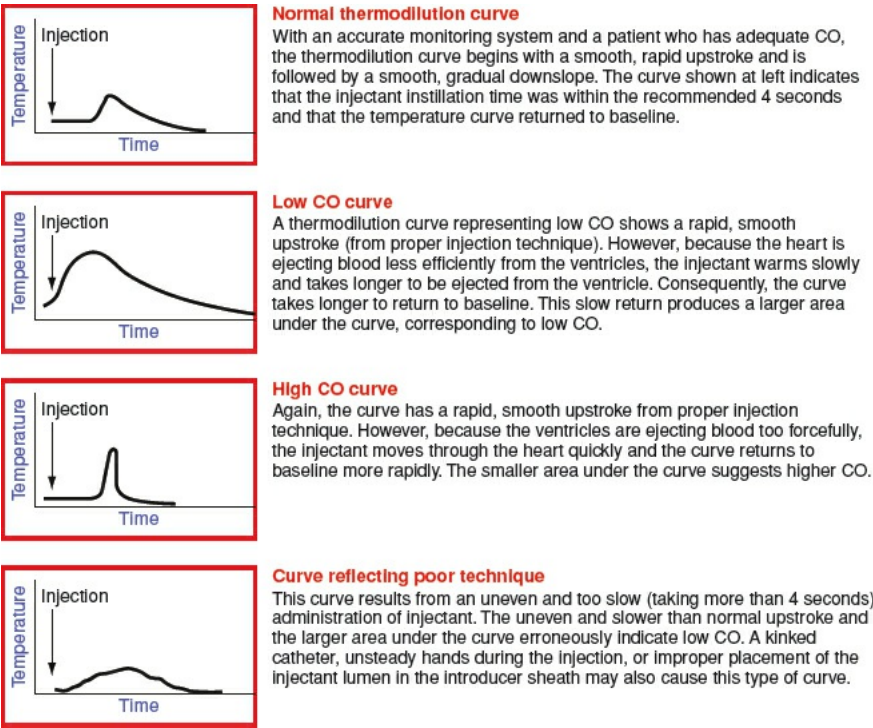 Normal thermodilution curve
Injection
Temperature
Time
With an accurate monitoring system and a patient who has adequate CO,
the thermodilution curve begins with a smooth, rapid upstroke and is
followed by a smooth, gradual downslope. The curve shown at left indicates
that the injectant instillation time was within the recommended 4 seconds
and that the temperature curve returned to baseline.
Low CO curve
Injection
Temperature
Time
A thermodilution curve representing low CO shows a rapid, smooth
upstroke (from proper injection technique). However, because the heart is
ejecting blood less efficiently from the ventricles, the injectant warms slowly
and takes longer to be ejected from the ventricle. Consequently, the curve
takes longer to return to baseline. This slow return produces a larger area
under the curve, corresponding to low CO.
High CO curve
Injection
Temperature
Time
Again, the curve has a rapid, smooth upstroke from proper injection
technique. However, because the ventricles are ejecting blood too forcefully,
the injectant moves through the heart quickly and the curve returns to
baseline more rapidly. The smaller area under the curve suggests higher CO.
Curve reflecting poor technique
Injection
Temperature
Time
This curve results from an uneven and too slow (taking more than 4 seconds)
administration of injectant. The uneven and slower than normal upstroke and
the larger area under the curve erroneously indicate low CO. A kinked
catheter, unsteady hands during the injection, or improper placement of the
injectant lumen in the introducer sheath may also cause this type of curve.